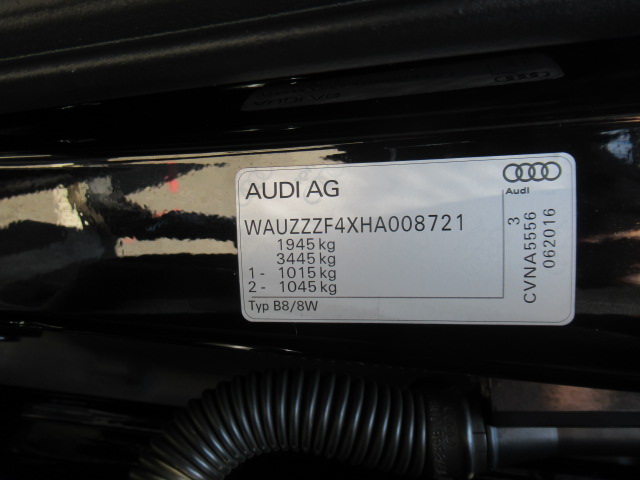 AUDI AG
Audi
WAUZZZF4XHA008721
1945 kg
3445 kg
1 - 1015 kg
2 - 1045 kg
Typ B8/8W
3
CVNA5556
062016